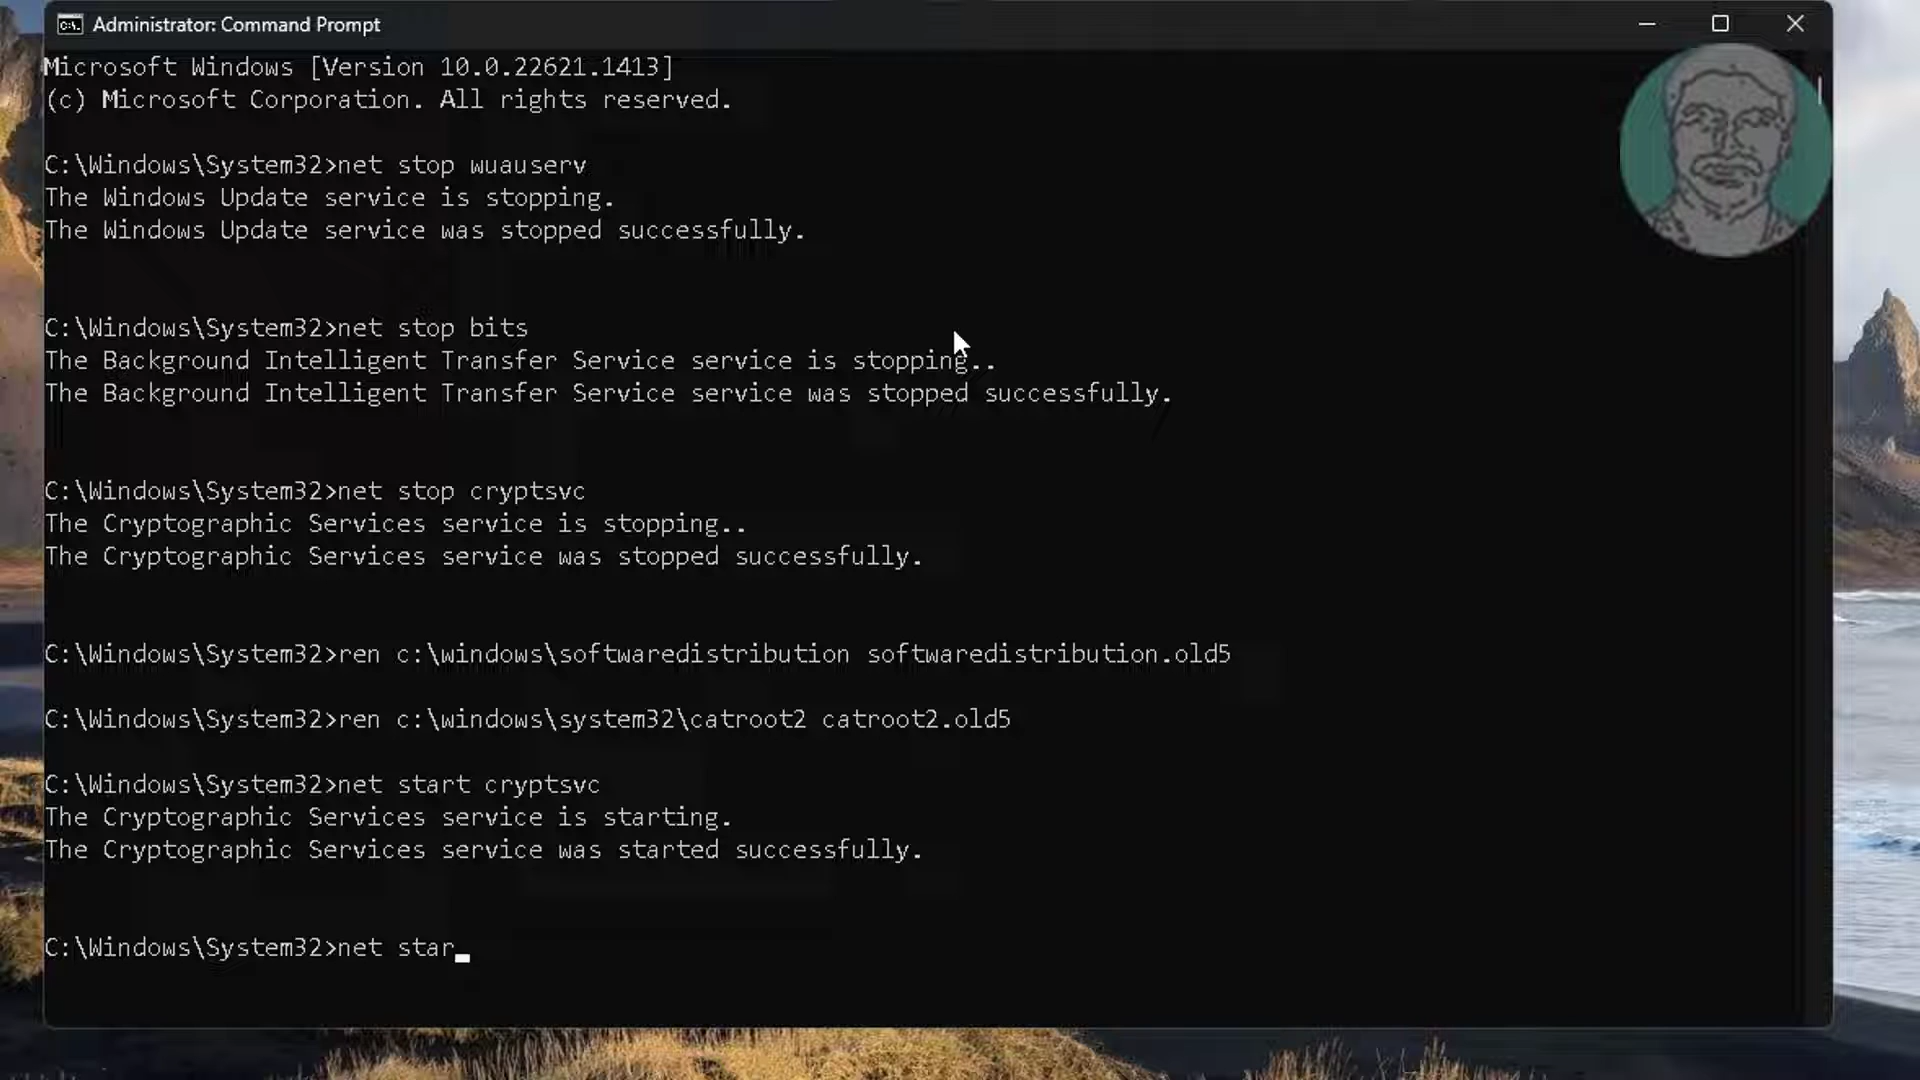 Administrator: Command Prompt
Microsoft Windows [Version 10.0.22621.1413]
(c) Microsoft Corporation. All rights reserved.
C:\Windows\System32>net stop wuauserv
The Windows Update service is stopping.
The Windows Update service was stopped successfully.
C:\Windows\System32>net stop bits
The Background Intelligent Transfer Service service is stopping..
The Background Intelligent Transfer Service service was stopped successfully.
C:\Windows\System32>net stop cryptsvc
The Cryptographic Services service is stopping..
The Cryptographic Services service was stopped successfully.
C:\Windows\System32>ren c:\windows\softwaredistribution softwaredistribution.old5
C:\Windows\System32>ren c:\windows\system32\catroot2 catroot2.old5
C:\Windows\System32>net start cryptsvc
The Cryptographic Services service is starting.
The Cryptographic Services service was started successfully.
C:\Windows\System32>net star